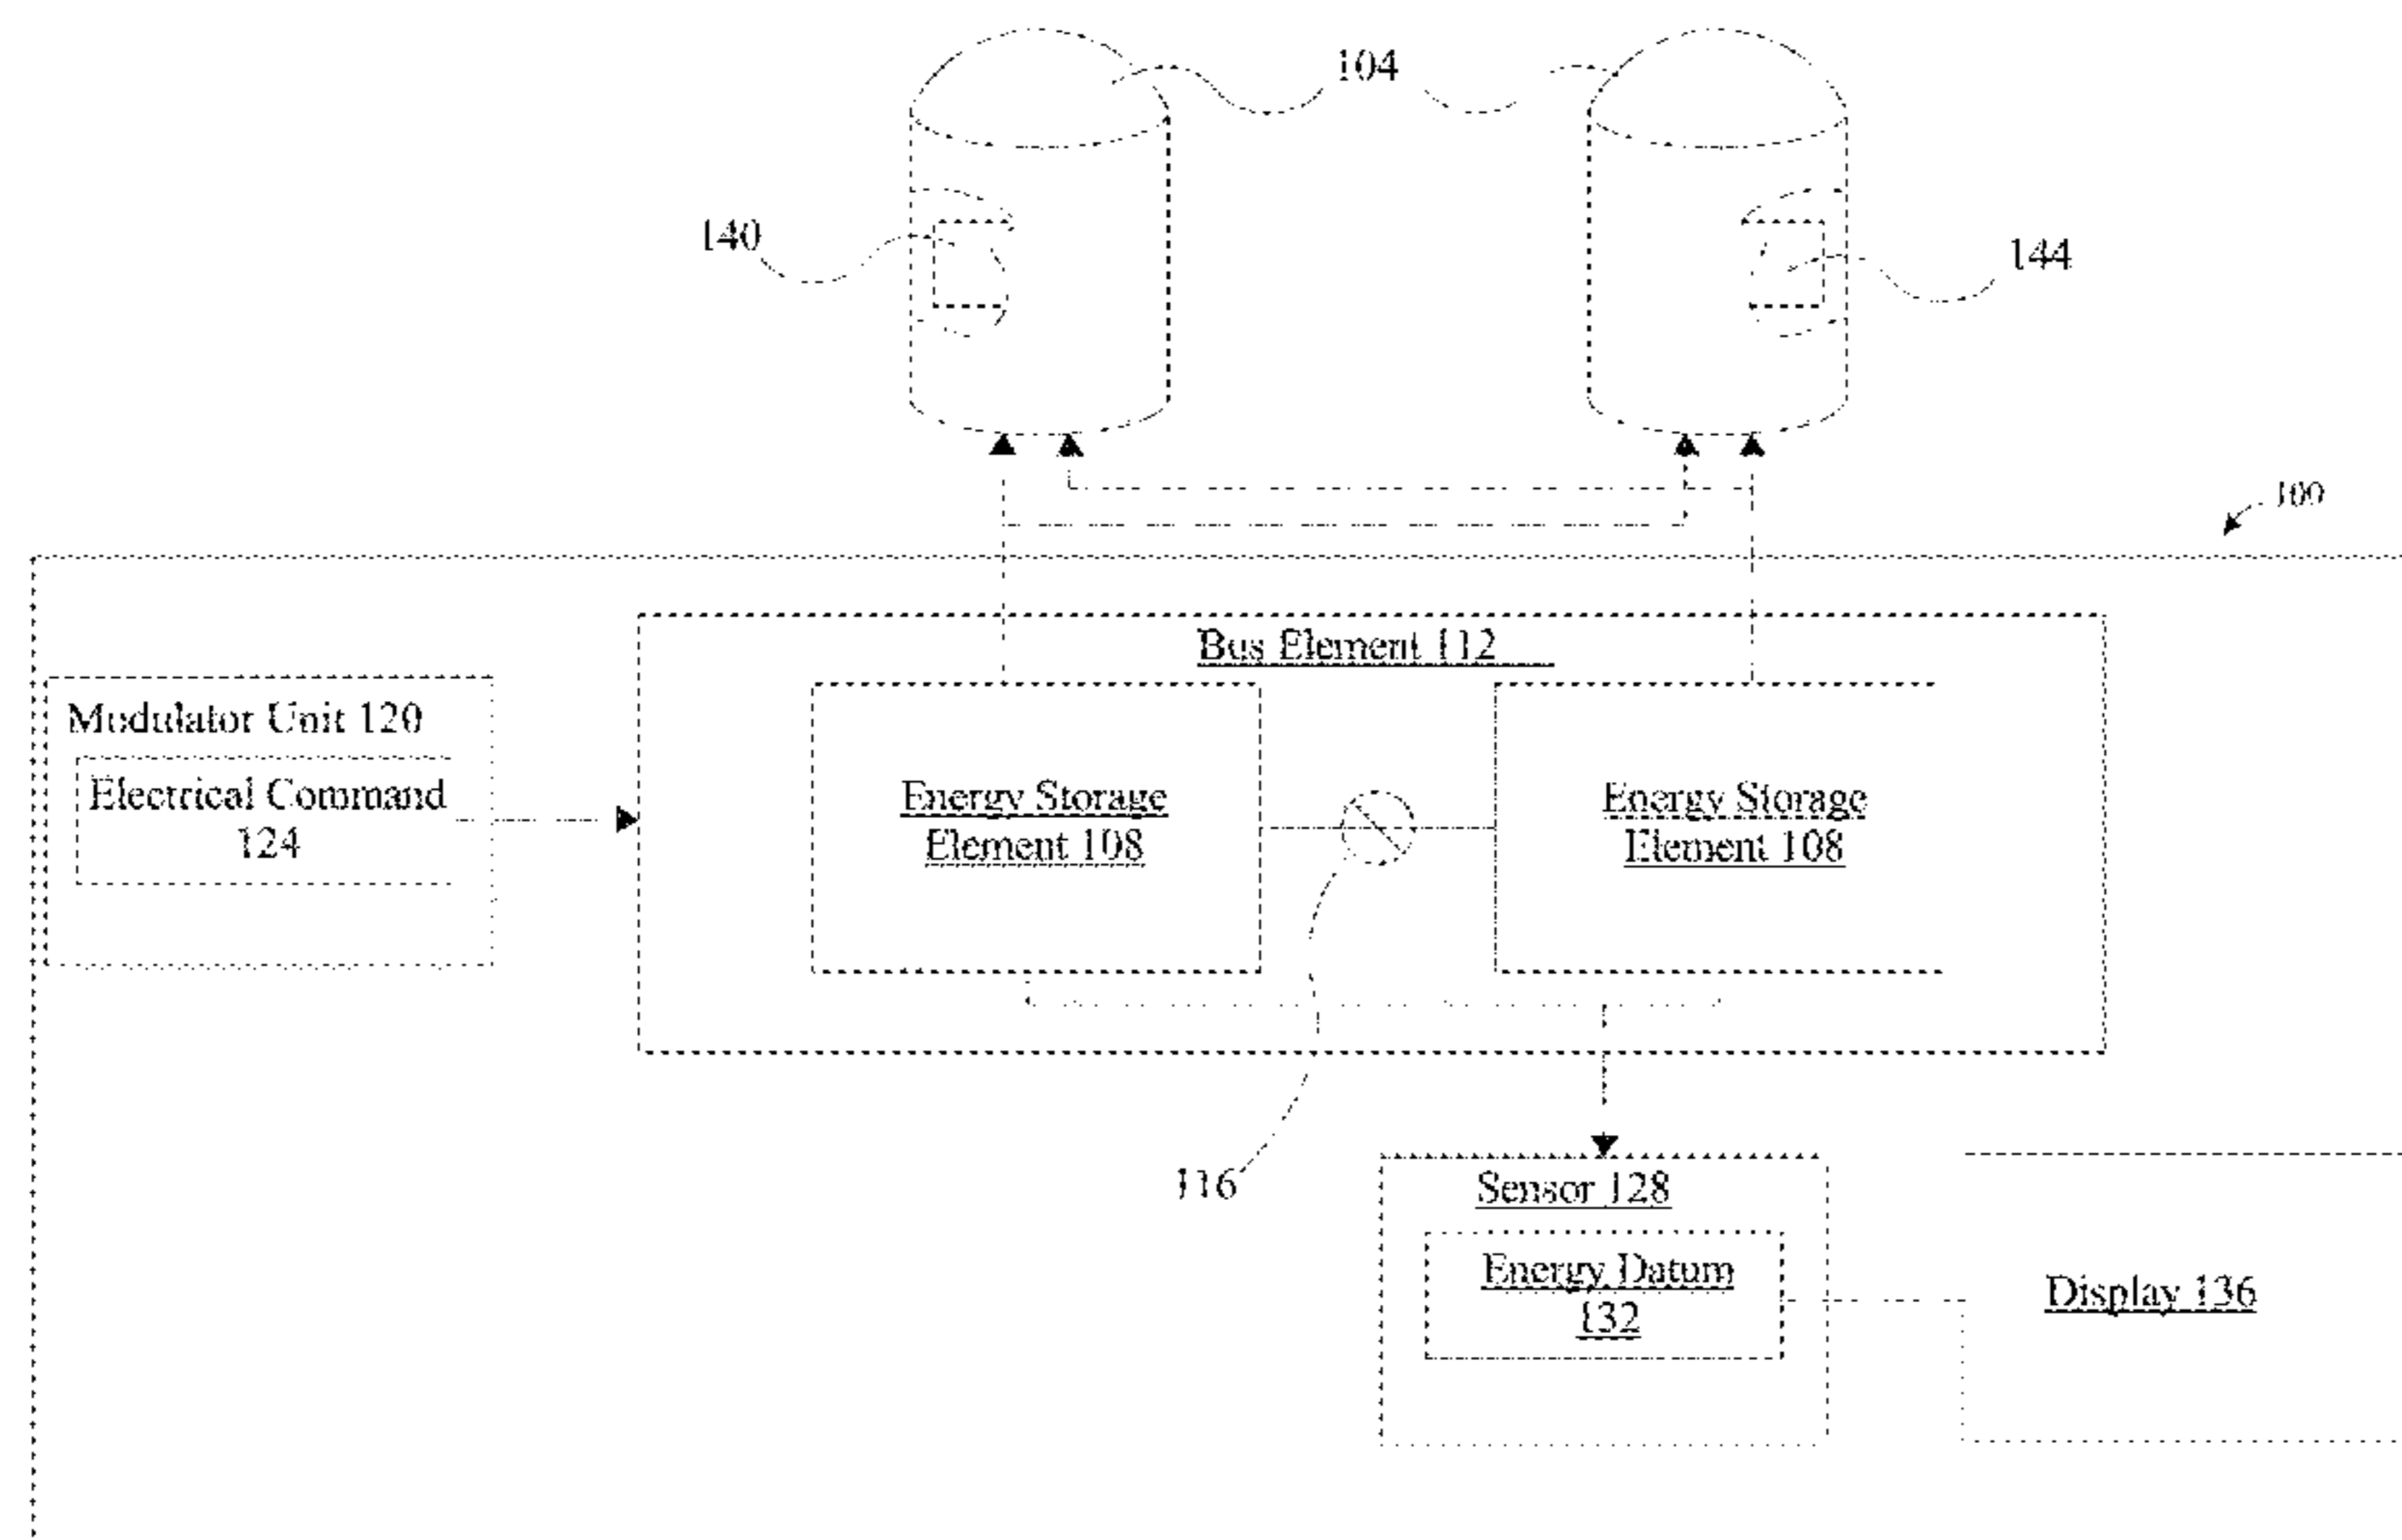 104
140
144
100
Bus Element 112
Modulator Unit 120
Electrical Command
124
Energy Storage
Element 108
Energy Storage
Element 108
116
Sensor 128
Energy Datum
132
Display 136